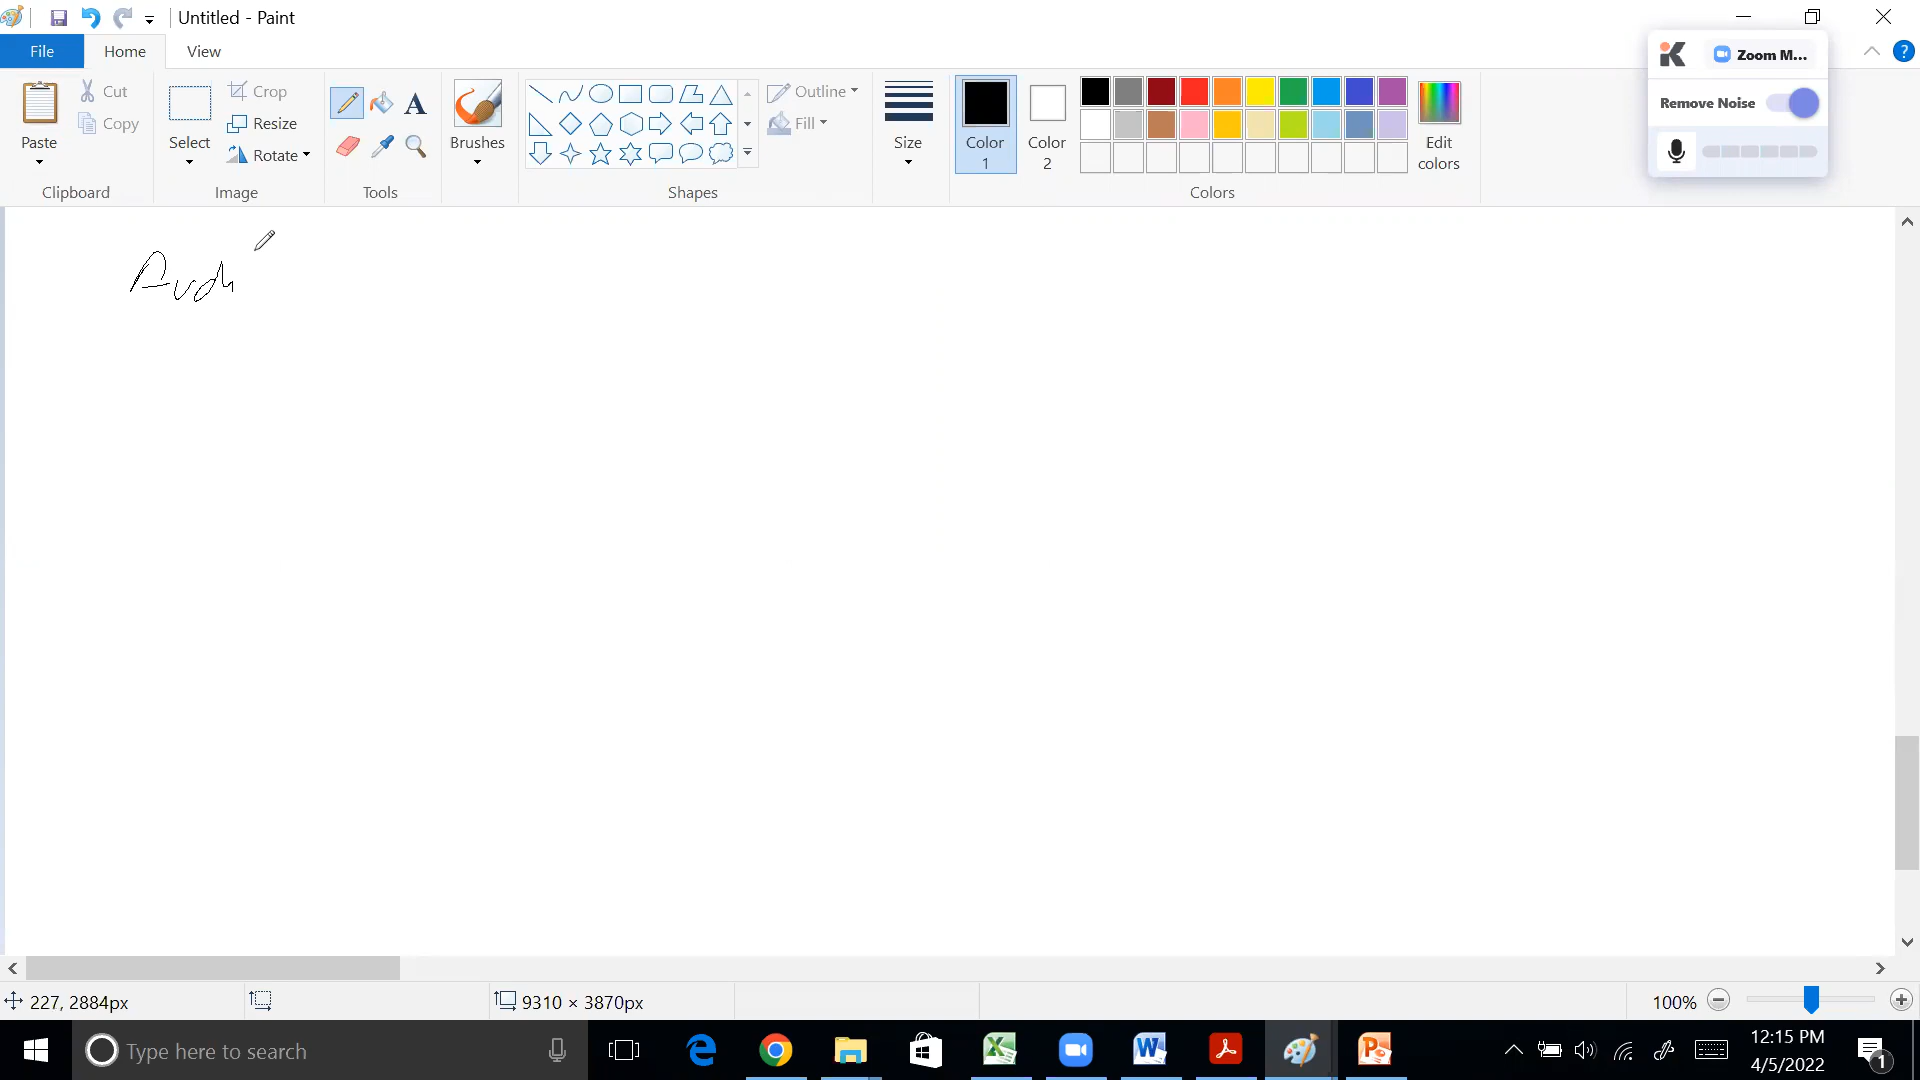 Untitled - Paint
File Home View
Zoom M...
Remove Noise
Paste
Cut
Copy
Clipboard
Select
Crop
Resize
Rotate
Image
Tools
Brushes
Shapes
Outline
Fill
Size
Color 1
Color 2
Edit colors
Colors
?
227, 2884px
9310 × 3870px
100%
Type here to search
12:15 PM
4/5/2022
1